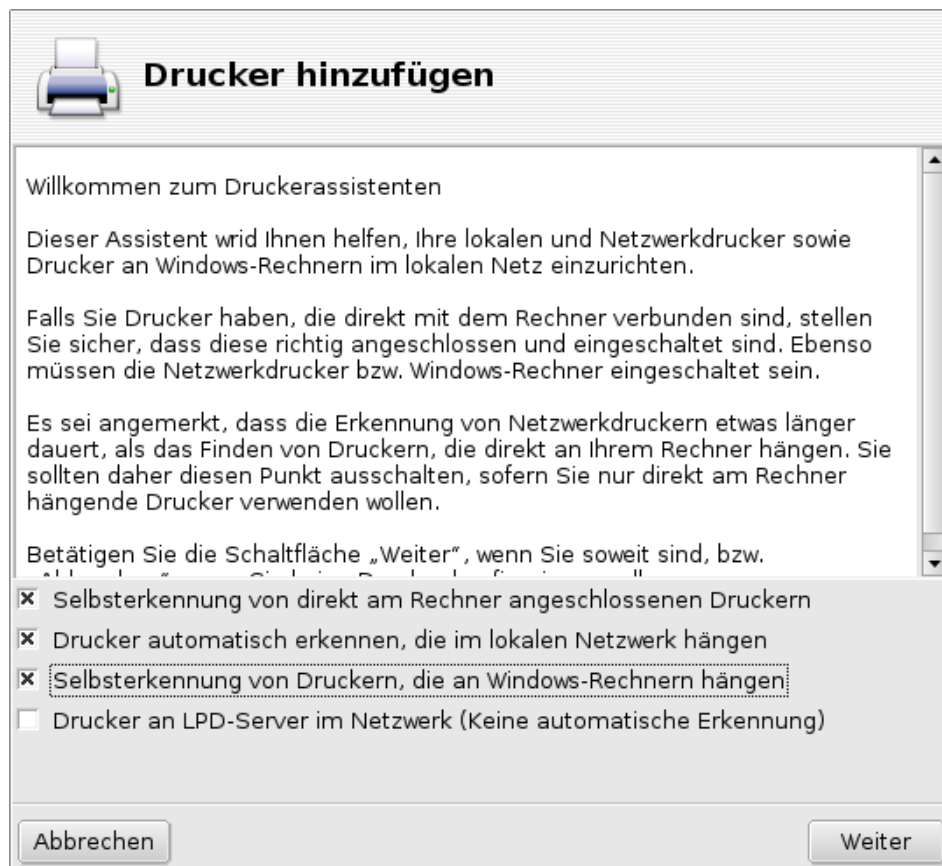 Drucker hinzufügen
Willkommen zum Druckerassistenten
Dieser Assistent wrid Ihnen helfen, Ihre lokalen und Netzwerkdrucker sowie
Drucker an Windows-Rechnern im lokalen Netz einzurichten.
Falls Sie Drucker haben, die direkt mit dem Rechner verbunden sind, stellen
Sie sicher, dass diese richtig angeschlossen und eingeschaltet sind. Ebenso
müssen die Netzwerkdrucker bzw. Windows-Rechner eingeschaltet sein.
Es sei angemerkt, dass die Erkennung von Netzwerkdruckern etwas länger
dauert, als das Finden von Druckern, die direkt an Ihrem Rechner hängen. Sie
sollten daher diesen Punkt ausschalten, sofern Sie nur direkt am Rechner
hängende Drucker verwenden wollen.
Betätigen Sie die Schaltfläche „Weiter“, wenn Sie soweit sind, bzw.
Selbsterkennung von direkt am Rechner angeschlossenen Druckern
Drucker automatisch erkennen, die im lokalen Netzwerk hängen
Selbsterkennung von Druckern, die an Windows-Rechnern hängen
Drucker an LPD-Server im Netzwerk (Keine automatische Erkennung)
Abbrechen
Weiter